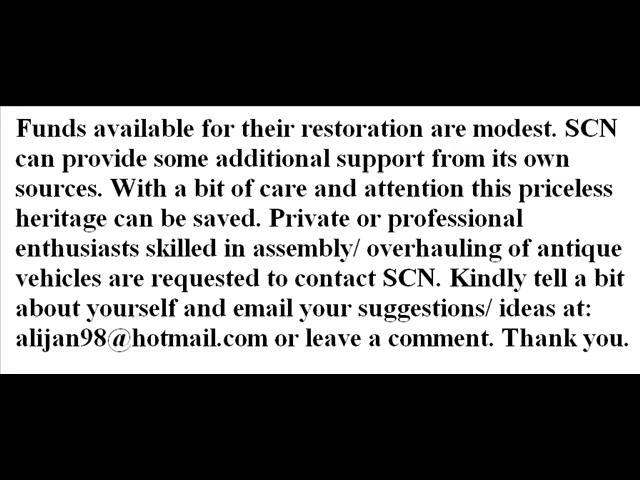 Funds available for their restoration are modest. SCN
can provide some additional support from its own
sources. With a bit of care and attention this priceless
heritage can be saved. Private or professional
enthusiasts skilled in assembly/ overhauling of antique
vehicles are requested to contact SCN. Kindly tell a bit
about yourself and email your suggestions/ ideas at:
alijan98@hotmail.com or leave a comment. Thank you.